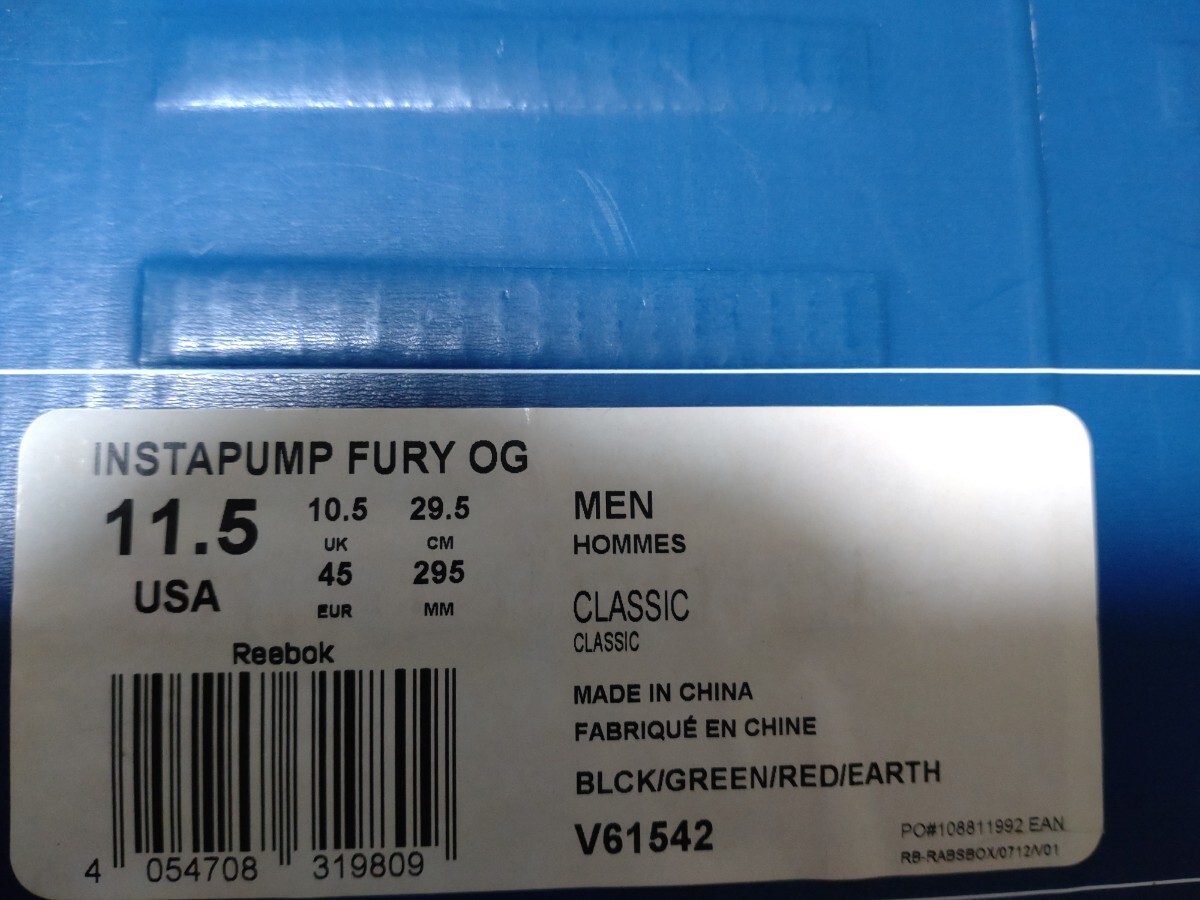 INSTAPUMP FURY OG
11.5 10.5 29.5
UK CM
USA 45 295
EUR MM
Reebok
4 054708 319809
MEN
HOMMES
CLASSIC
CLASSIC
MADE IN CHINA
FABRIQUÉ EN CHINE
BLCK/GREEN/RED/EARTH
V61542
PO#108811992 EAN
RB-RABSBOX/0712/V01